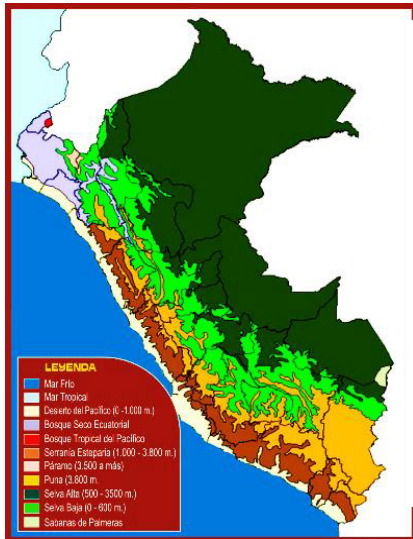 LEYENDA
Mar Frío
Mar Tropical
Desierto del Pacífico (0 -1.000 m.)
Bosque Seco Ecuatorial
Bosque Tropical del Pacífico
Serranía Esteparia (1.000 - 3.800 m.)
Páramo (3.500 a más)
Puna (3.800 m.
Selva Alta (500 - 3500 m.)
Selva Baja (0 - 600 m.)
Sabanas de Palmeras